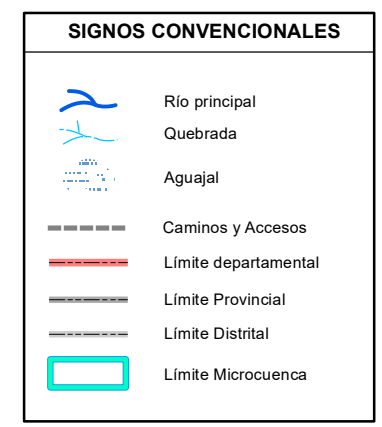 SIGNOS CONVENCIONALES
Río principal
Quebrada
Aguajal
Caminos y Accesos
Límite departamental
Límite Provincial
Límite Distrital
Límite Microcuenca